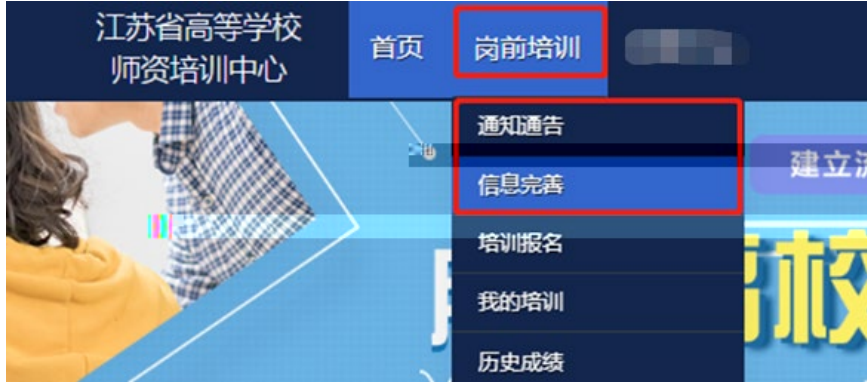 江苏省高等学校
师资培训中心
首页
岗前培训
通知通告
信息完善
培训报名
我的培训
历史成绩
建立
校